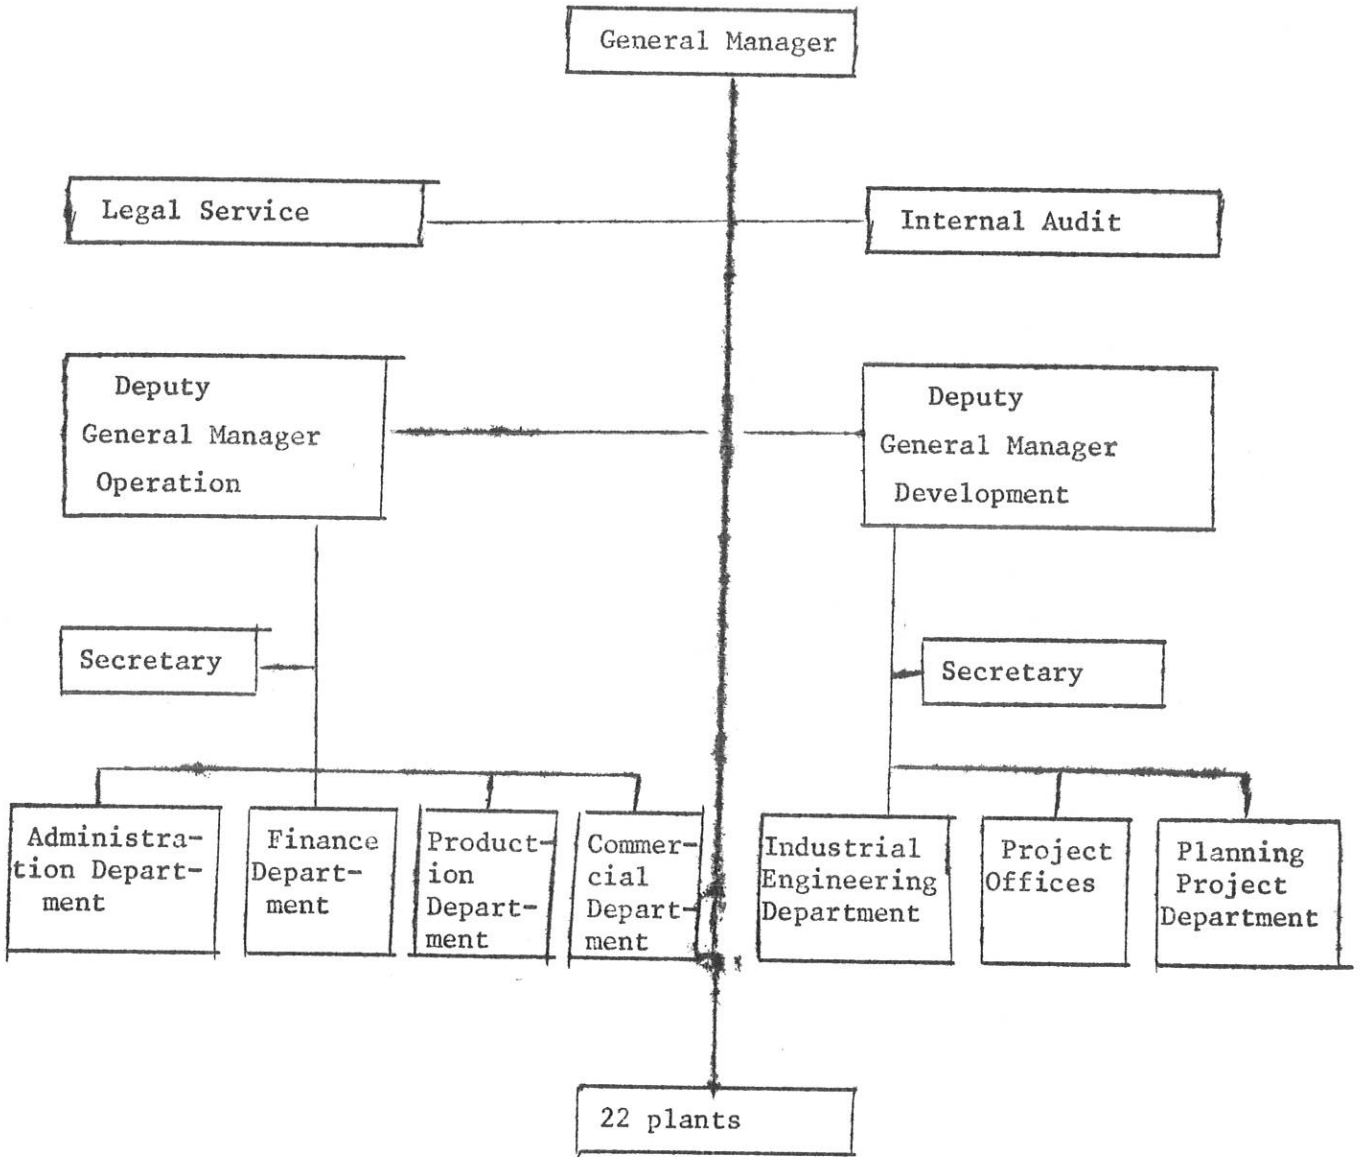 General Manager
Legal Service
Internal Audit
Deputy
General Manager
Operation
Deputy
General Manager
Development
Secretary
Secretary
Administra-
tion Depart-
ment
Finance
Depart-
ment
Product-
ion
Depart-
ment
Commer-
cial
Depart-
ment
Industrial
Engineering
Department
Project
Offices
Planning
Project
Department
22 plants